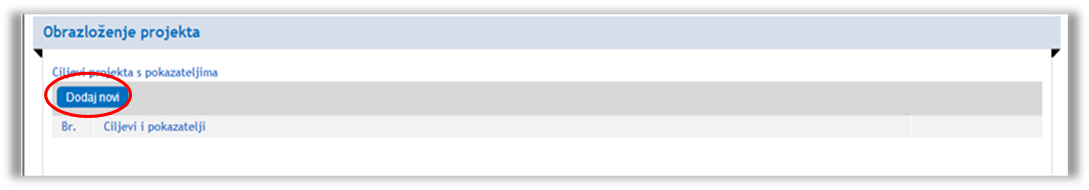 Obrazloženje projekta
Ciljevi projekta s pokazateljima
Dodaj novi
Br. Ciljevi i pokazatelji